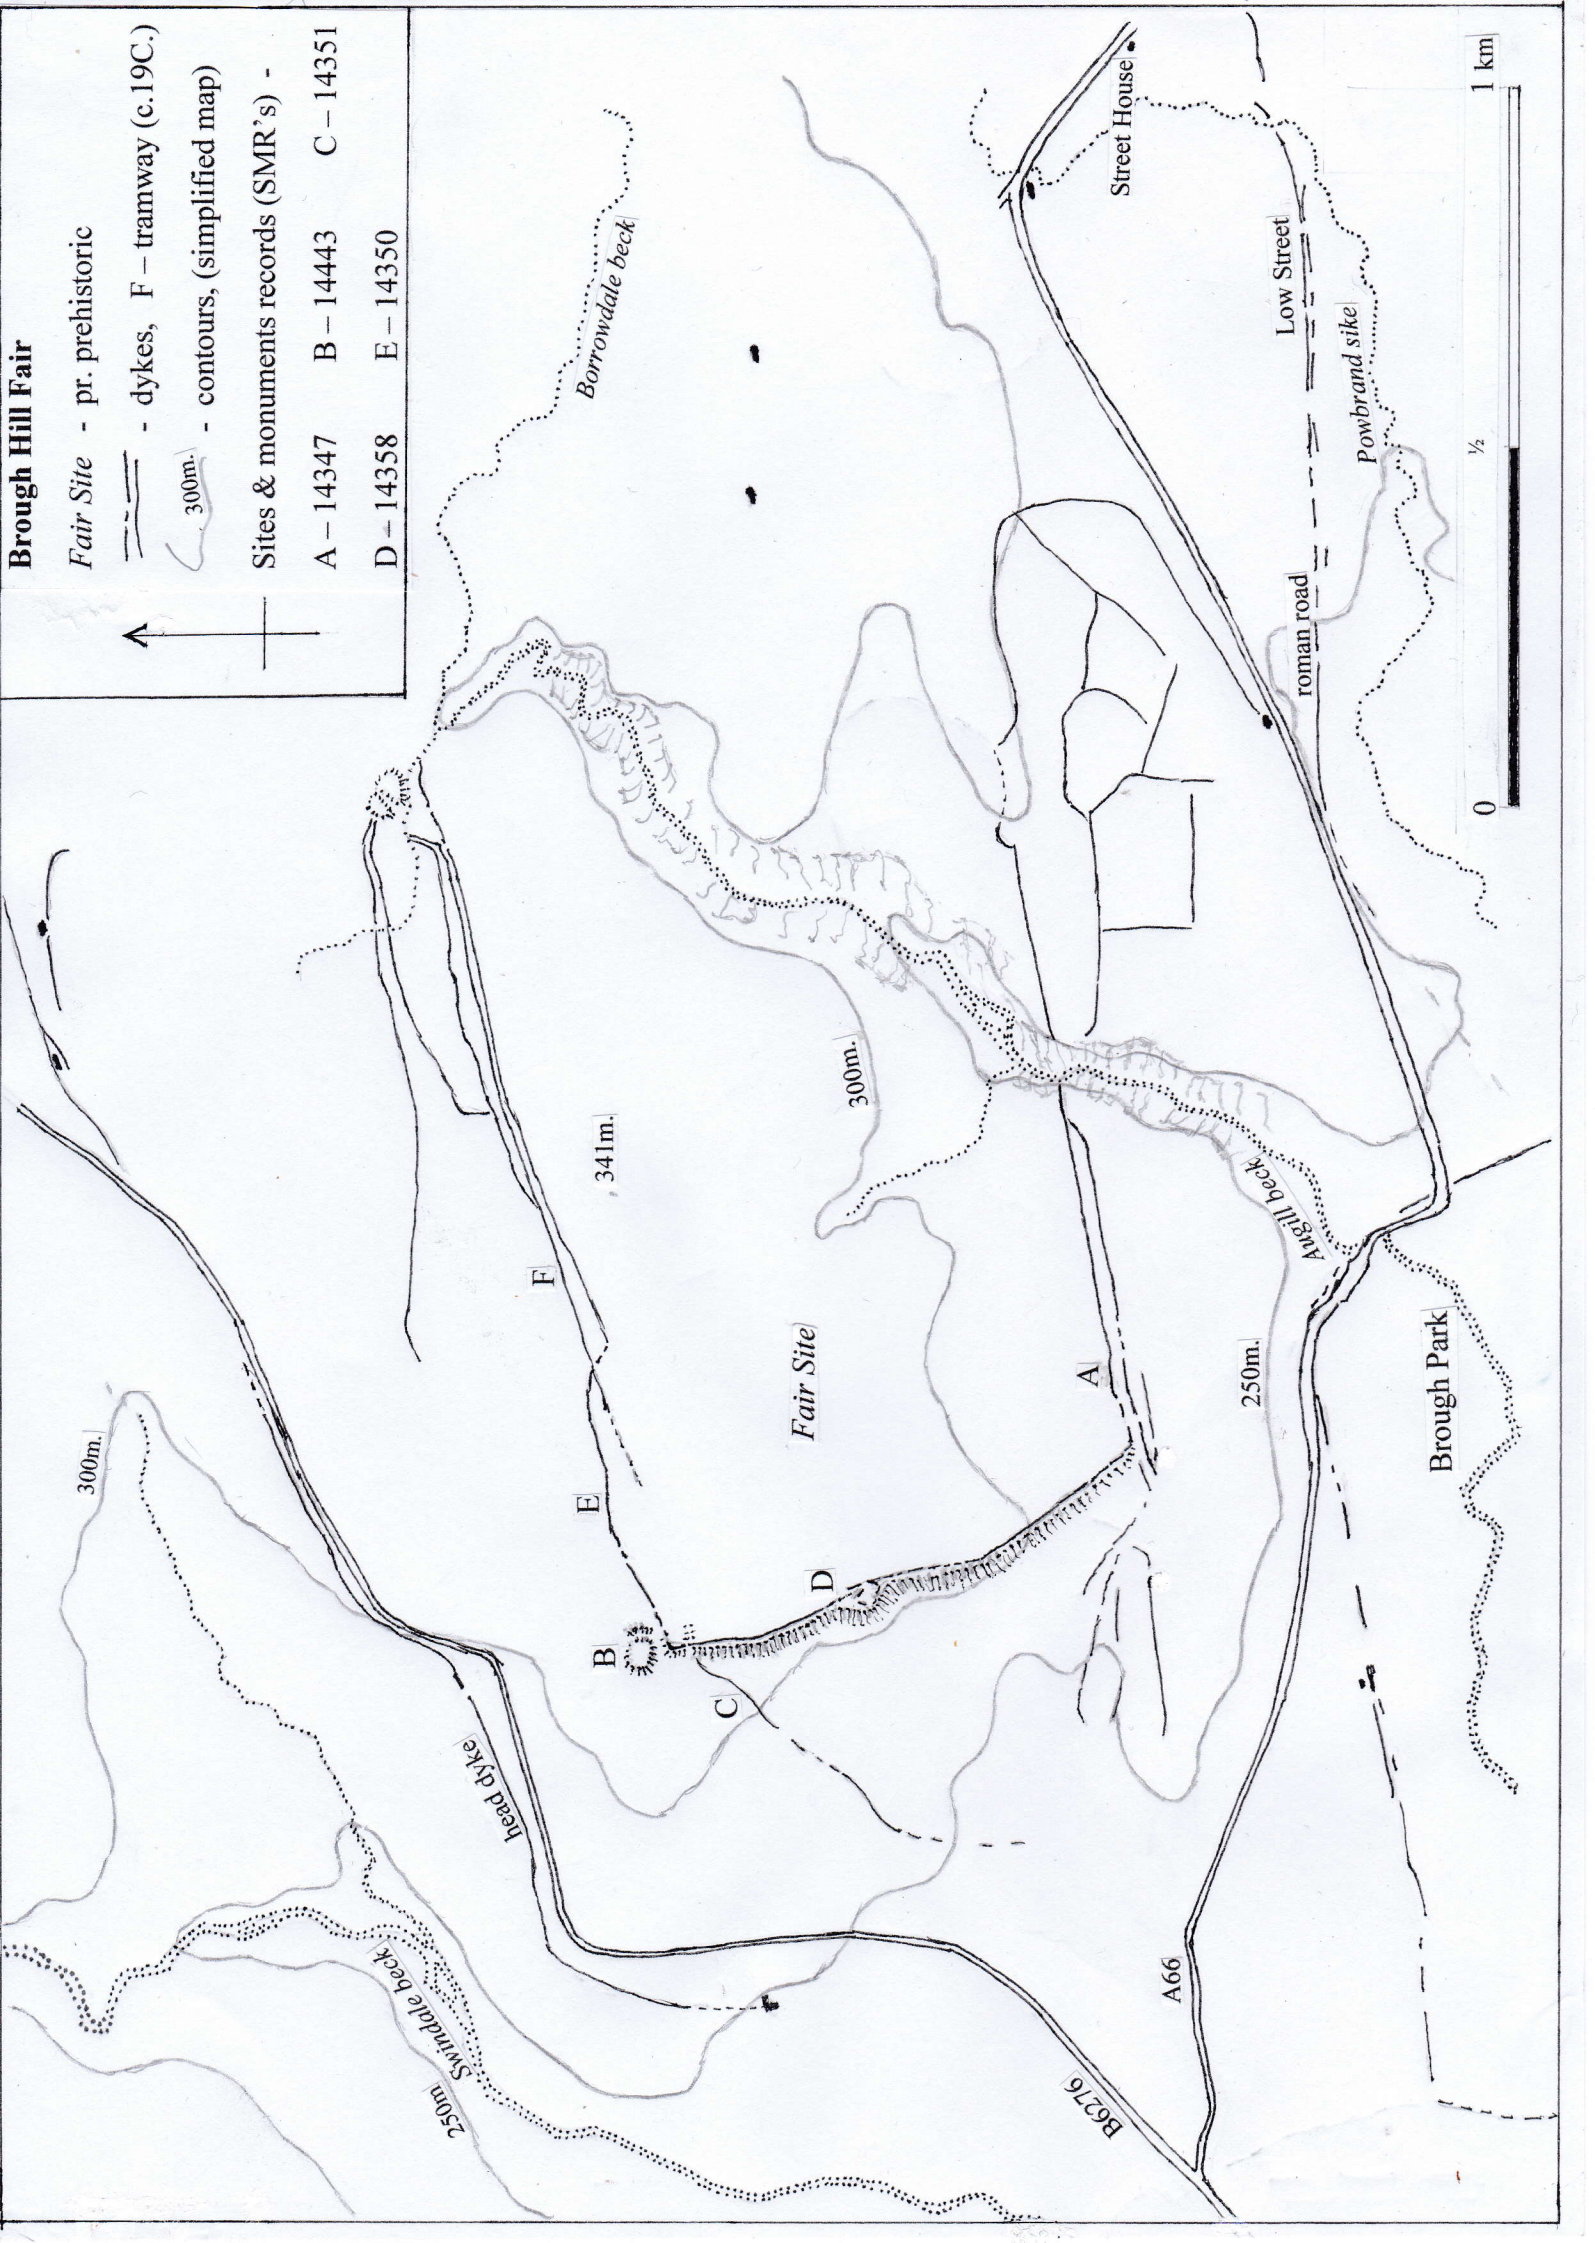 Brough Hill Fair
Fair Site - pr. prehistoric
- dykes, F – tramway (c.19C.)
300m. - contours, (simplified map)
Sites & monuments records (SMR's) -
A – 14347 B – 14443 C – 14351
D – 14358 E – 14350
300m.
Swindale beck
250m
head dyke
B
C
E
F
D
341m.
Borrowdale beck
Fair Site
300m.
A
B6276
A66
250m.
Augill beck
Brough Park
Street House
Low Street
roman road
Powbrand sike
0 ½ 1 km